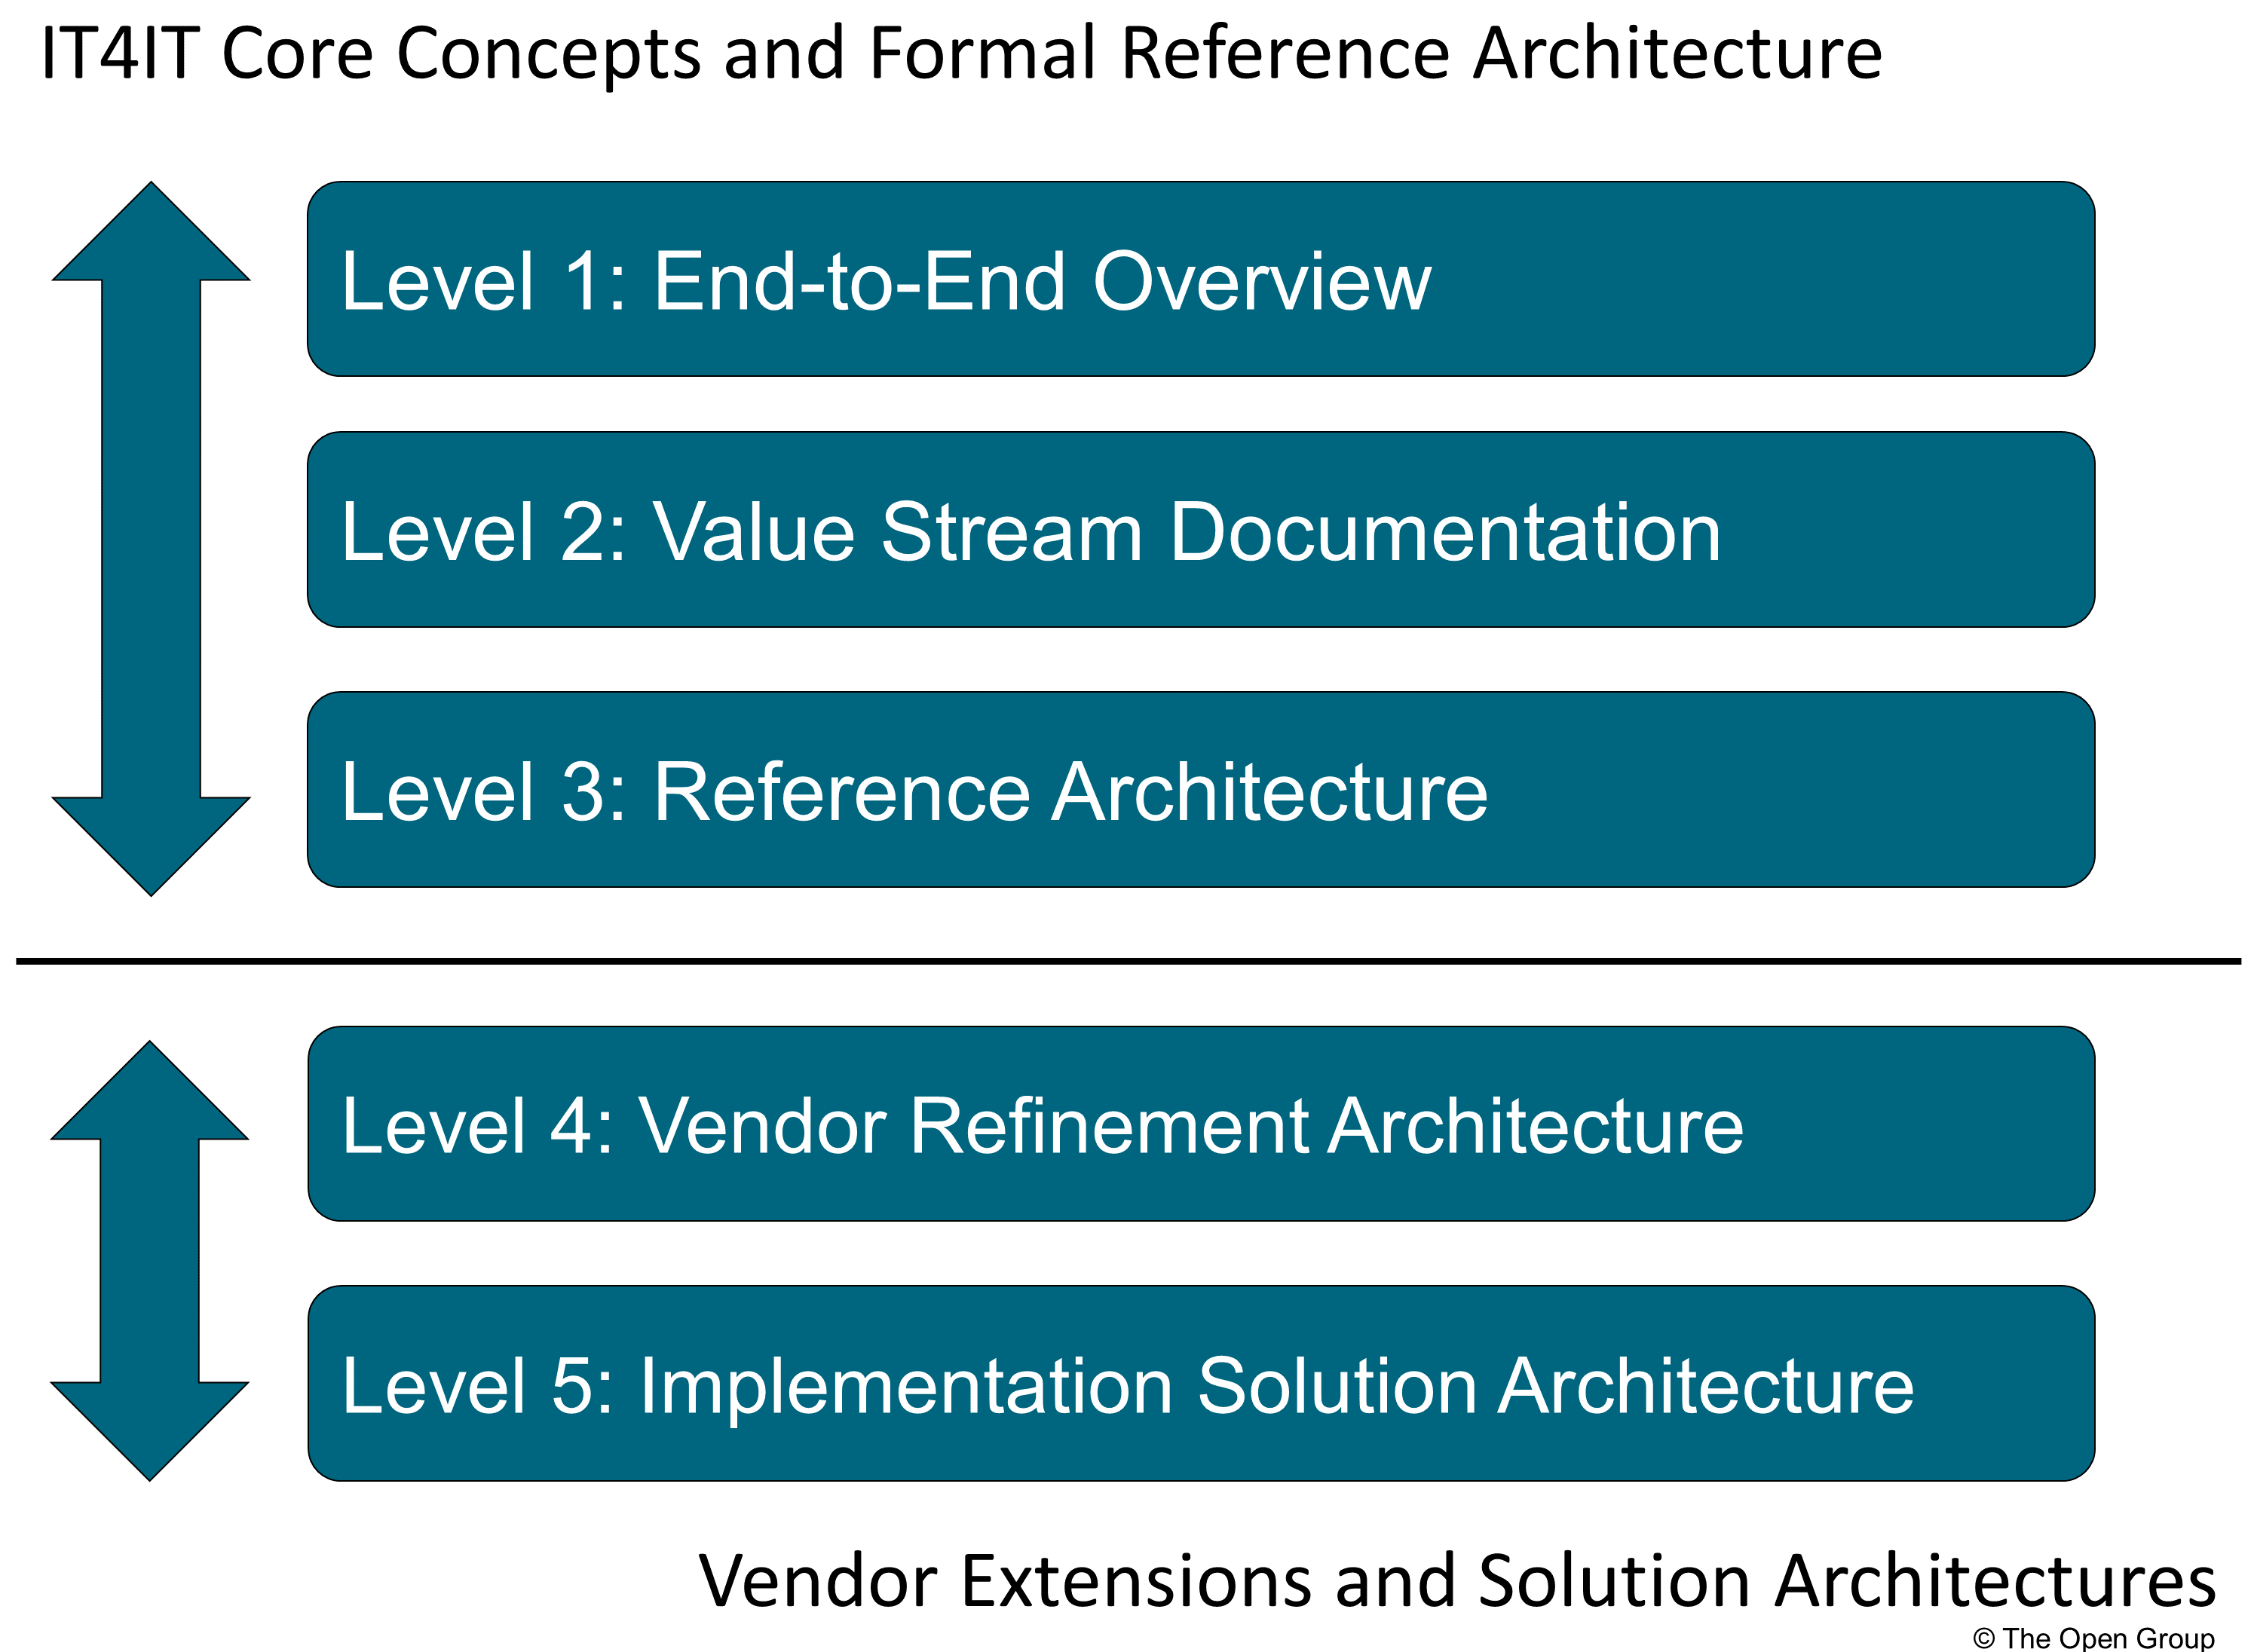 IT4IT Core Concepts and Formal Reference Architecture
Level 1: End-to-End Overview
Level 2: Value Stream Documentation
Level 3: Reference Architecture
Level 4: Vendor Refinement Architecture
Level 5: Implementation Solution Architecture
Vendor Extensions and Solution Architectures
© The Open Group